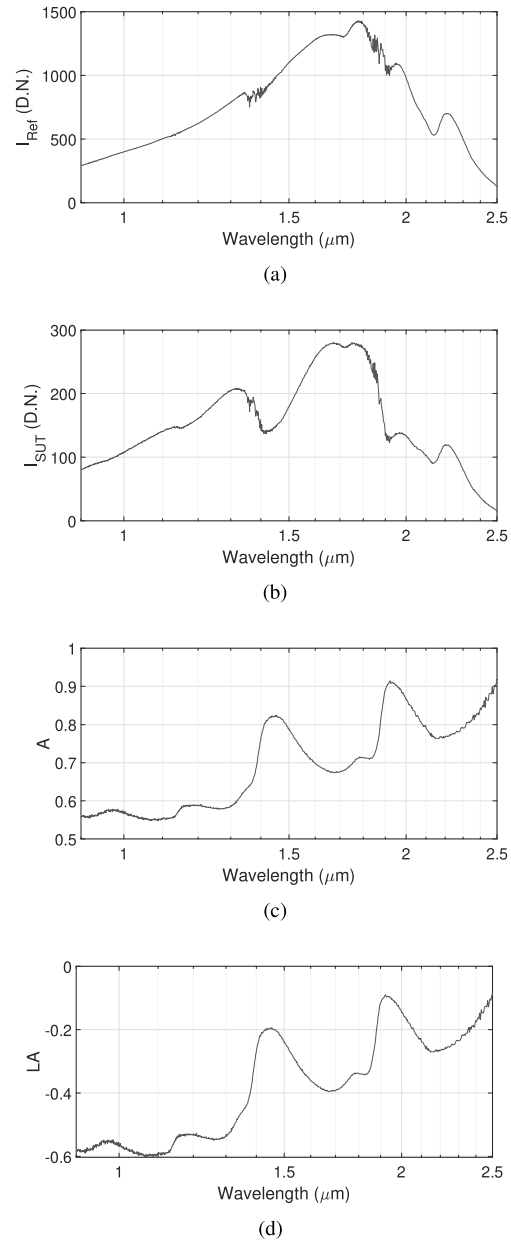 1500
1000
500
0
I_Ref (D.N.)
1 1.5 2 2.5
Wavelength (μm)
(a)
300
200
100
0
I_SUT (D.N.)
1 1.5 2 2.5
Wavelength (μm)
(b)
1
0.9
0.8
0.7
0.6
0.5
A
1 1.5 2 2.5
Wavelength (μm)
(c)
0
-0.2
-0.4
-0.6
LA
1 1.5 2 2.5
Wavelength (μm)
(d)